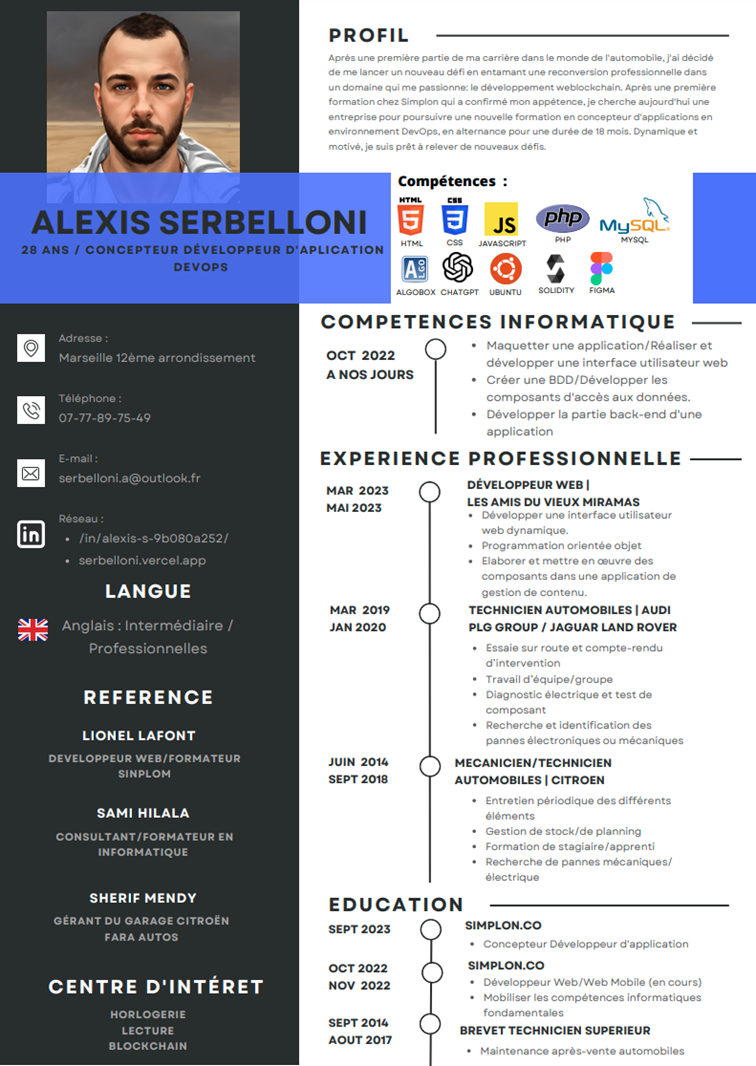 ALEXIS SERBELLONI
28 ANS / CONCEPTEUR DÉVELOPPEUR D'APLICATION
DEVOPS
Adresse :
Marseille 12ème arrondissement
Téléphone :
07-77-89-75-49
E-mail :
serbelloni.a@outlook.fr
in
Réseau :
/in/alexis-s-9b080a252/
serbelloni.vercel.app
LANGUE
Anglais : Intermédiaire /
Professionnelles
REFERENCE
LIONEL LAFONT
DEVELOPPEUR WEB/FORMATEUR
SINPLOM
SAMI HILALA
CONSULTANT/FORMATEUR EN
INFORMATIQUE
SHERIF MENDY
GÉRANT DU GARAGE CITROËN
FARA AUTOS
CENTRE D'INTÉRET
HORLOGERIE
LECTURE
BLOCKCHAIN
PROFIL
Après une première partie de ma carrière dans le monde de l'automobile, j'ai décidé
de me lancer un nouveau défi en entamant une reconversion professionnelle dans
un domaine qui me passionne: le développement weblockchain. Après une première
formation chez Simplon qui a confirmé mon appétence, je cherche aujourd'hui une
entreprise pour poursuivre une nouvelle formation en concepteur d'applications en
environnement DevOps, en alternance pour une durée de 18 mois. Dynamique et
motivé, je suis prêt à relever de nouveaux défis.
Compétences :
HTML 5 CSS 3 JS php MySQL
HTML CSS JAVASCRIPT PHP MYSQL
ALGO
ALGOBOX CHATGPT UBUNTU SOLIDITY FIGMA
COMPETENCES INFORMATIQUE
OCT 2022
A NOS JOURS
Maquetter une application/Réaliser et
développer une interface utilisateur web
Créer une BDD/Développer les
composants d'accès aux données.
Développer la partie back-end d'une
application
EXPERIENCE PROFESSIONNELLE
MAR 2023
MAI 2023
DÉVELOPPEUR WEB |
LES AMIS DU VIEUX MIRAMAS
Développer une interface utilisateur
web dynamique.
Programmation orientée objet
Elaborer et mettre en œuvre des
composants dans une application de
gestion de contenu.
MAR 2019
JAN 2020
TECHNICIEN AUTOMOBILES | AUDI
PLG GROUP / JAGUAR LAND ROVER
Essaie sur route et compte-rendu
d'intervention
Travail d'équipe/groupe
Diagnostic électrique et test de
composant
Recherche et identification des
pannes électroniques ou mécaniques
JUIN 2014
SEPT 2018
MECANICIEN/TECHNICIEN
AUTOMOBILES | CITROEN
Entretien périodique des différents
éléments
Gestion de stock/de planning
Formation de stagiaire/apprenti
Recherche de pannes mécaniques/
électrique
EDUCATION
SEPT 2023
SIMPLON.CO
Concepteur Développeur d'application
OCT 2022
NOV 2022
SIMPLON.CO
Développeur Web/Web Mobile (en cours)
Mobiliser les compétences informatiques
fondamentales
SEPT 2014
AOUT 2017
BREVET TECHNICIEN SUPERIEUR
Maintenance après-vente automobiles